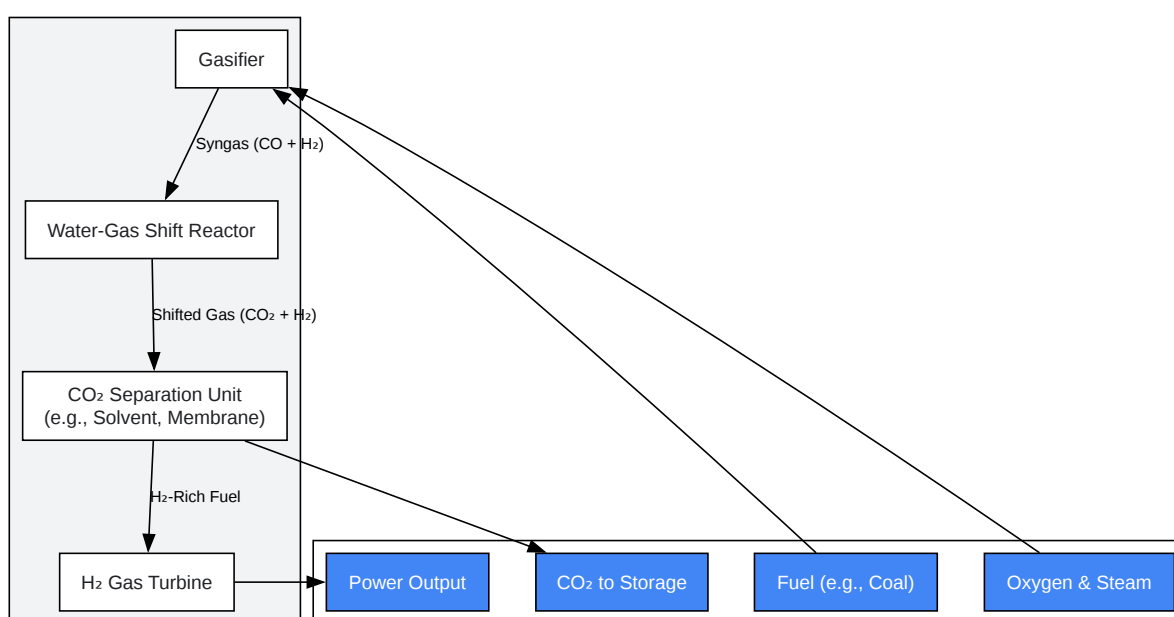 Gasifier
Syngas (CO + H₂)
Water-Gas Shift Reactor
Shifted Gas (CO₂ + H₂)
CO₂ Separation Unit
(e.g., Solvent, Membrane)
H₂-Rich Fuel
H₂ Gas Turbine
Power Output
CO₂ to Storage
Fuel (e.g., Coal)
Oxygen & Steam